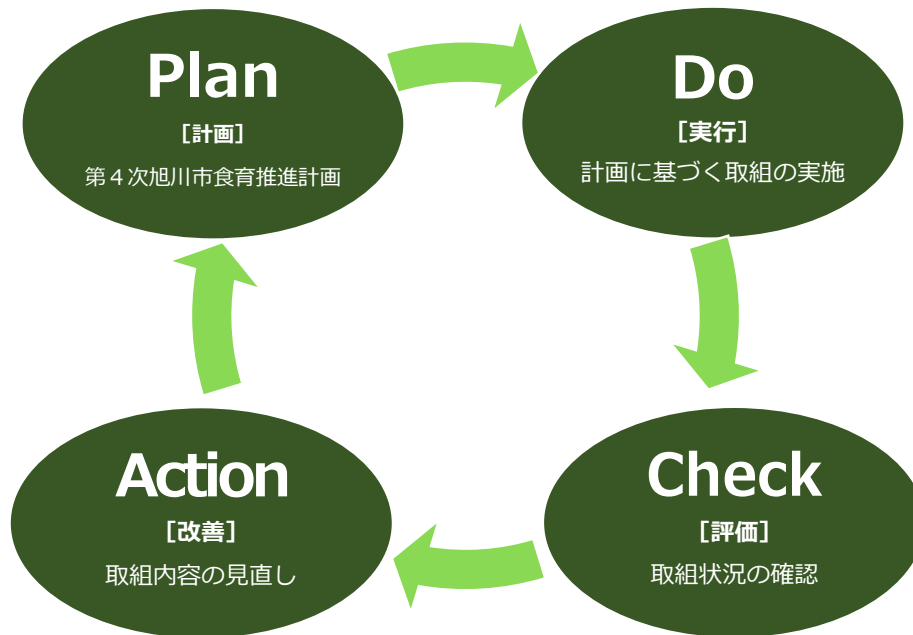 Plan
［計画］
第４次旭川市食育推進計画
Do
［実行］
計画に基づく取組の実施
Action
［改善］
取組内容の見直し
Check
［評価］
取組状況の確認